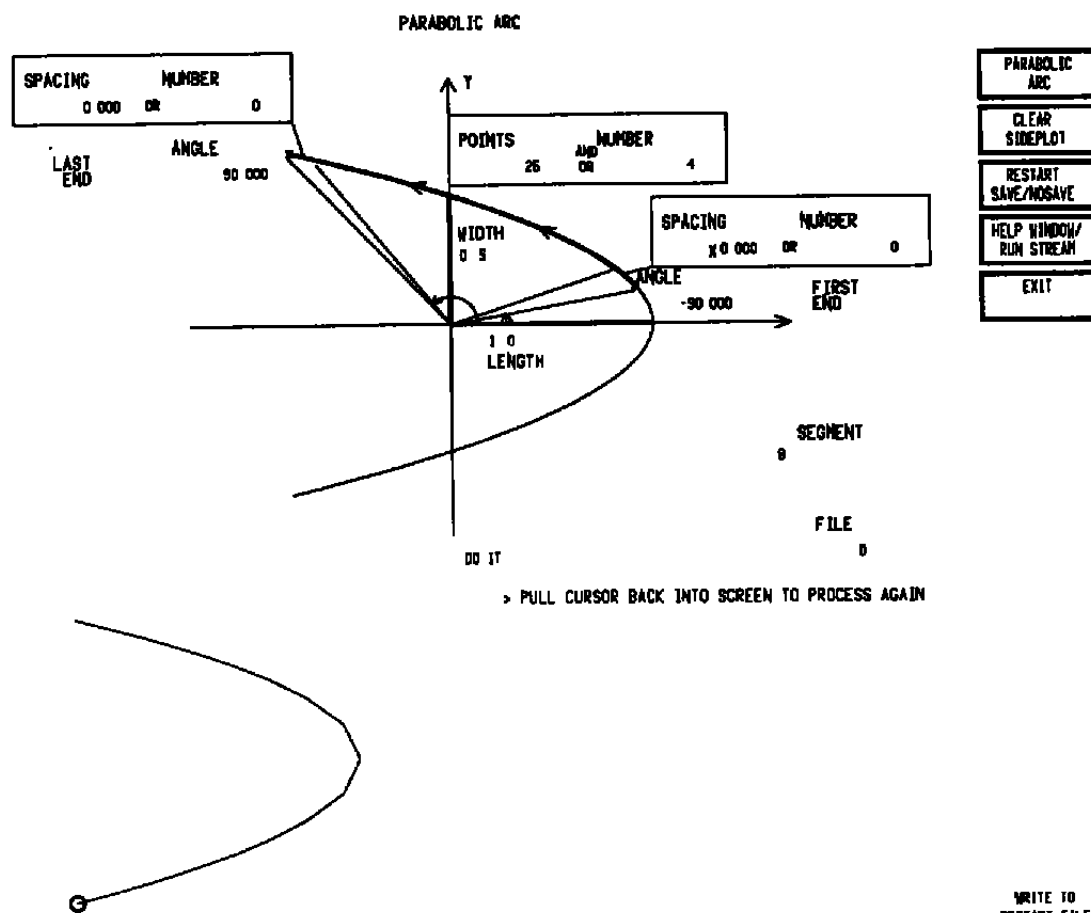 PARABOLIC ARC
SPACING NUMBER
0 000 OR 0
LAST
END
ANGLE
90 000
Y
POINTS AND NUMBER
25 OR 4
WIDTH
0 5
SPACING NUMBER
X 0 000 OR 0
ANGLE
-90 000
FIRST
END
1 0
LENGTH
SEGMENT
FILE
0
DO IT
> PULL CURSOR BACK INTO SCREEN TO PROCESS AGAIN
PARABOLIC
ARC
CLEAR
SIDEPLOT
RESTART
SAVE/NOSAVE
HELP WINDOW/
RUN STREAM
EXIT
WRITE TO